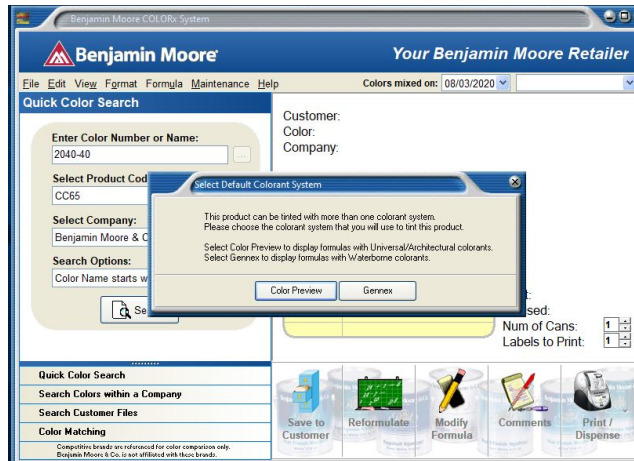 Benjamin Moore COLORx System
Benjamin Moore®
Your Benjamin Moore Retailer
File Edit View Format Formula Maintenance Help
Colors mixed on: 08/03/2020
Quick Color Search
Customer:
Color:
Company:
Enter Color Number or Name:
2040-40
...
Select Product Cod
CC65
Select Company:
Benjamin Moore & C
Search Options:
Color Name starts w
Se
Select Default Colorant System
This product can be tinted with more than one colorant system.
Please choose the colorant system that you will use to tint this product.
Select Color Preview to display formulas with Universal/Architectural colorants.
Select Gennex to display formulas with Waterborne colorants.
Color Preview
Gennex
t:
sed:
Num of Cans: 1
Labels to Print: 1
Quick Color Search
Search Colors within a Company
Search Customer Files
Color Matching
Competitive brands are referenced for color comparison only.
Benjamin Moore & Co. is not affiliated with these brands.
Save to Customer
Reformulate
Modify Formula
Comments
Print / Dispense